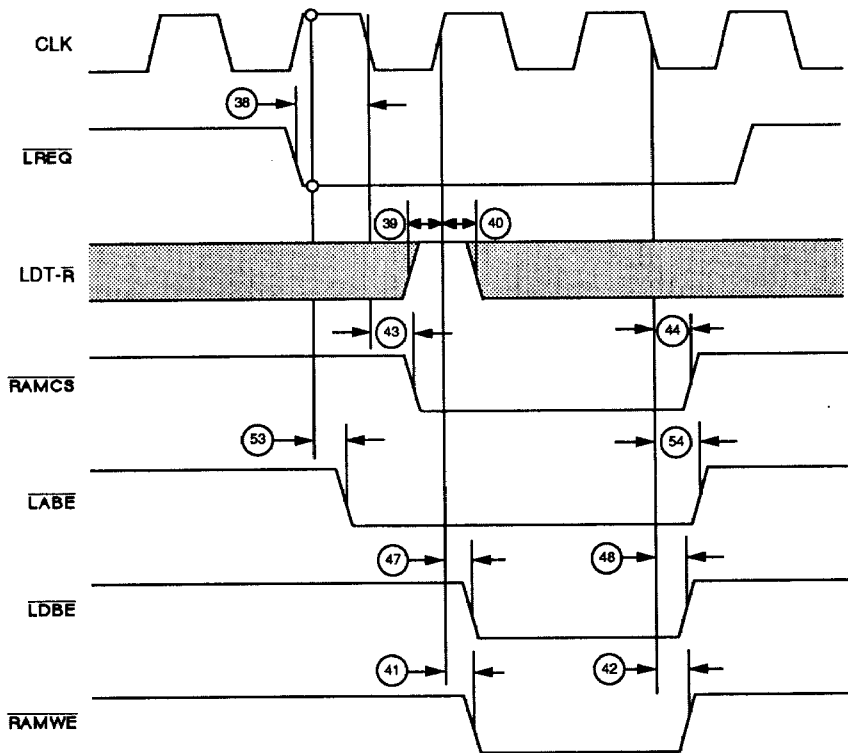 CLK
38
LREQ
39 40
LDT-R̅
43 44
RAMCS
53 54
LABE
47 48
LDBE
41 42
RAMWE